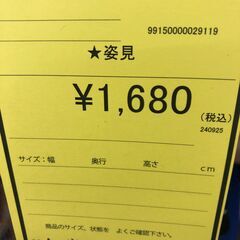 99150000029119
★姿見
¥1,680
(税込)
240925
サイズ:幅 奥行 高さ cm
商品のサイズ、状態を よくご確認下さい。